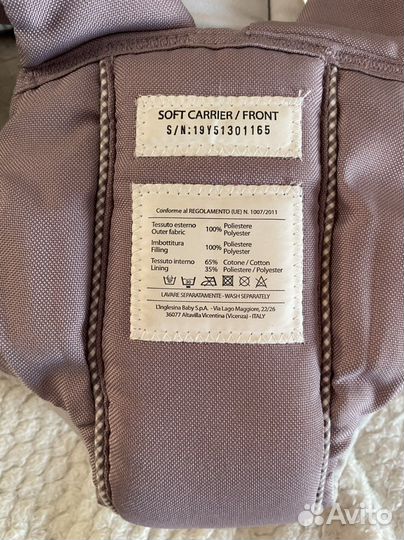 SOFT CARRIER / FRONT
S/N:19Y51301165
Conforme al REGOLAMENTO (UE) N. 1007/2011
Tessuto esterno 100% Poliestere
Outer fabric Polyester
Imbottitura 100% Poliestere
Filling Polyester
Tessuto interno 65% Cotone / Cotton
Lining 35% Poliestere / Polyester
LAVARE SEPARATAMENTE - WASH SEPARATELY
L'Inglesina Baby S.p.A. - Via Lago Maggiore, 22/26
36077 Altavilla Vicentina (Vicenza) - ITALY
Avito